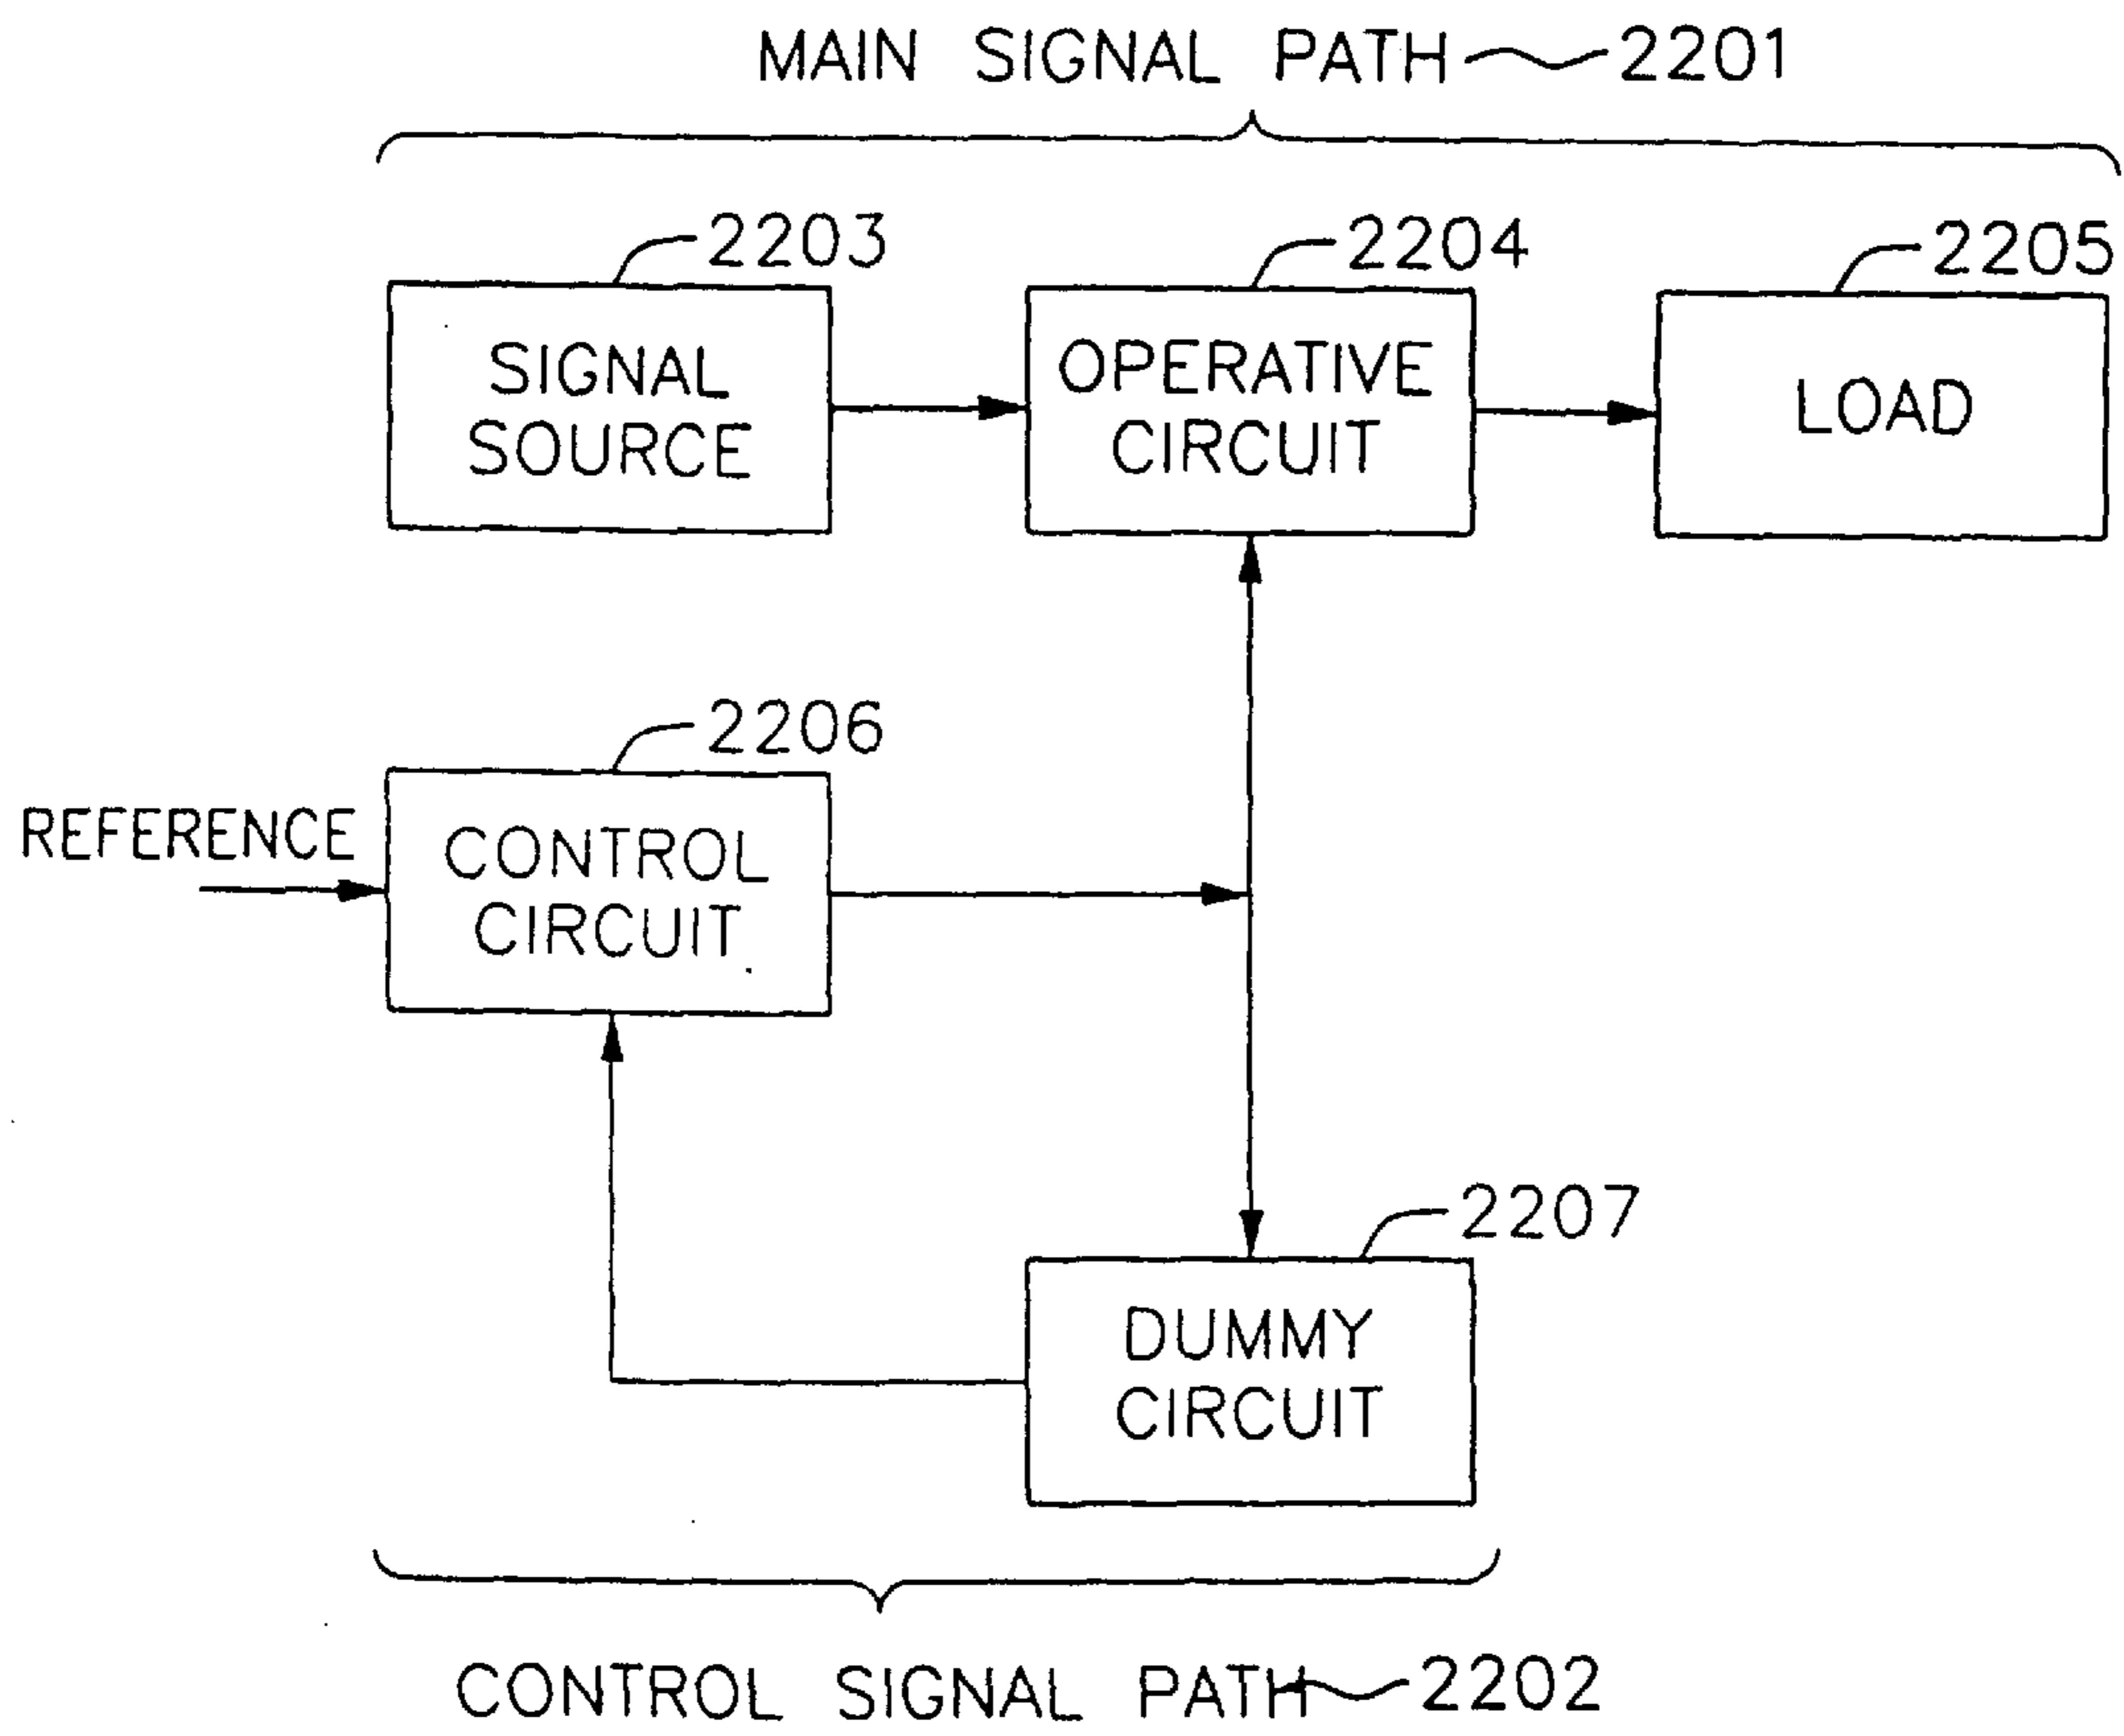 MAIN SIGNAL PATH 2201
2203
2204
2205
SIGNAL
SOURCE
OPERATIVE
CIRCUIT
LOAD
2206
REFERENCE
CONTROL
CIRCUIT
2207
DUMMY
CIRCUIT
CONTROL SIGNAL PATH 2202